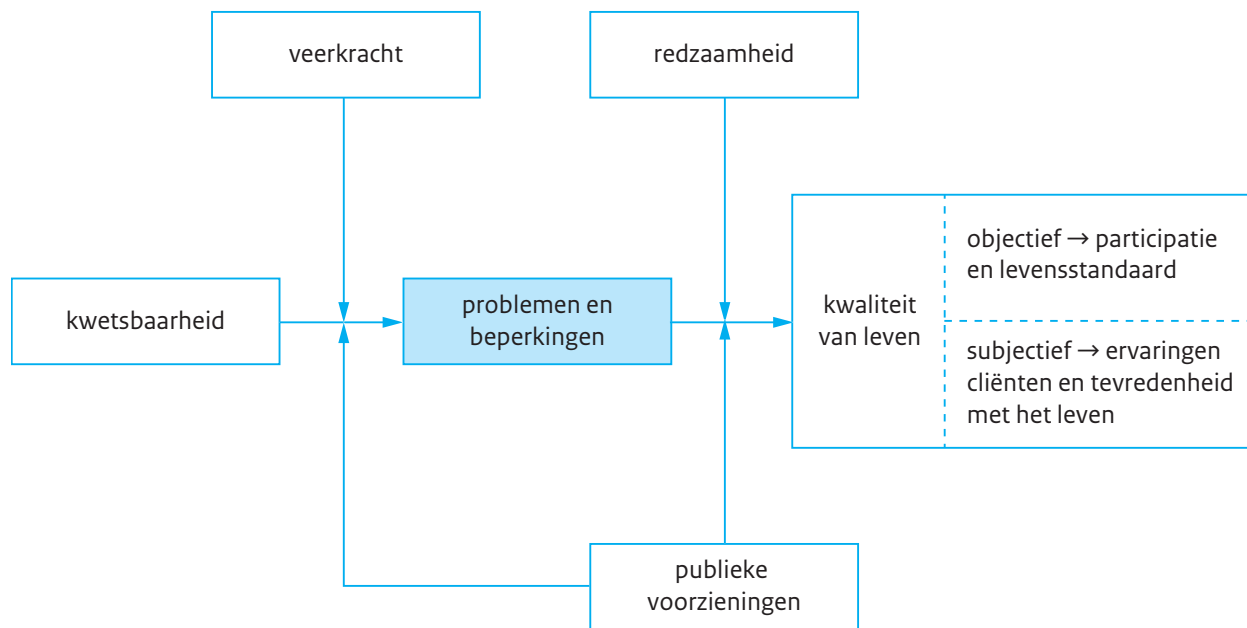 veerkracht
redzaamheid
kwetsbaarheid
problemen en
beperkingen
kwaliteit
van leven
objectief → participatie
en levensstandaard
subjectief → ervaringen
cliënten en tevredenheid
met het leven
publieke
voorzieningen